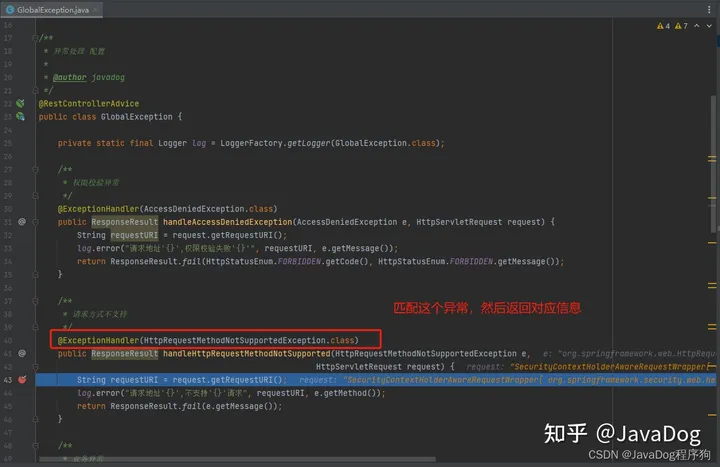 GlobalException.java
4 7
16
17 /**
18 * 异常处理 配置
19 *
20 * @author javadog
21 */
22 @RestControllerAdvice
23 public class GlobalException {
24
25 private static final Logger log = LoggerFactory.getLogger(GlobalException.class);
26
27 /**
28 * 权限校验异常
29 */
30 @ExceptionHandler(AccessDeniedException.class)
31 @ public ResponseResult handleAccessDeniedException(AccessDeniedException e, HttpServletRequest request) {
32 String requestURI = request.getRequestURI();
33 log.error("请求地址'{}',权限校验失败'{}'", requestURI, e.getMessage());
34 return ResponseResult.fail(HttpStatusEnum.FORBIDDEN.getCode(), HttpStatusEnum.FORBIDDEN.getMessage());
35 }
36
37 /**
38 * 请求方式不支持
匹配这个异常，然后返回对应信息
39 */
40 @ExceptionHandler(HttpRequestMethodNotSupportedException.class)
41 @ public ResponseResult handleHttpRequestMethodNotSupported(HttpRequestMethodNotSupportedException e, e: "org.springframework.web.HttpReque
42 HttpServletRequest request) { request: "SecurityContextHolderAwareRequestWrapper[
43 String requestURI = request.getRequestURI(); request: "SecurityContextHolderAwareRequestWrapper[ org.springframework.security.web.he
44 log.error("请求地址'{}',不支持'{}'请求", requestURI, e.getMethod());
45 return ResponseResult.fail(e.getMessage());
46 }
47
48 /**
49
知乎 @JavaDog
CSDN @JavaDog程序狗